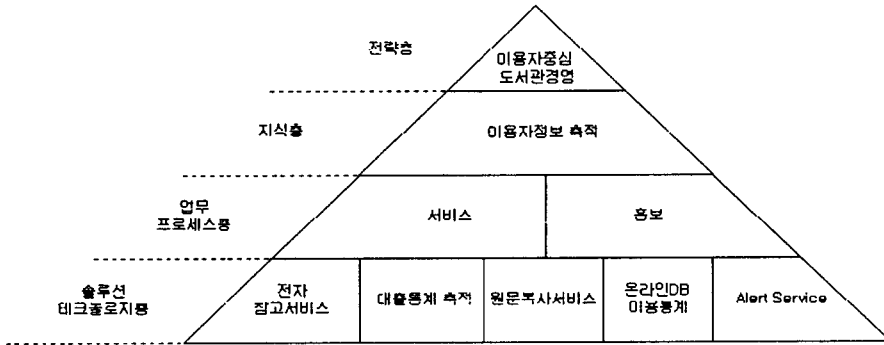 전략층
이용자중심
도서관경영
지식층
이용자정보 측적
업무
프로세스층
서비스
홍보
솔루션
테크놀로지층
전자
참고서비스
대출통계 측적
원문복사서비스
온라인DB
이용통계
Alert Service